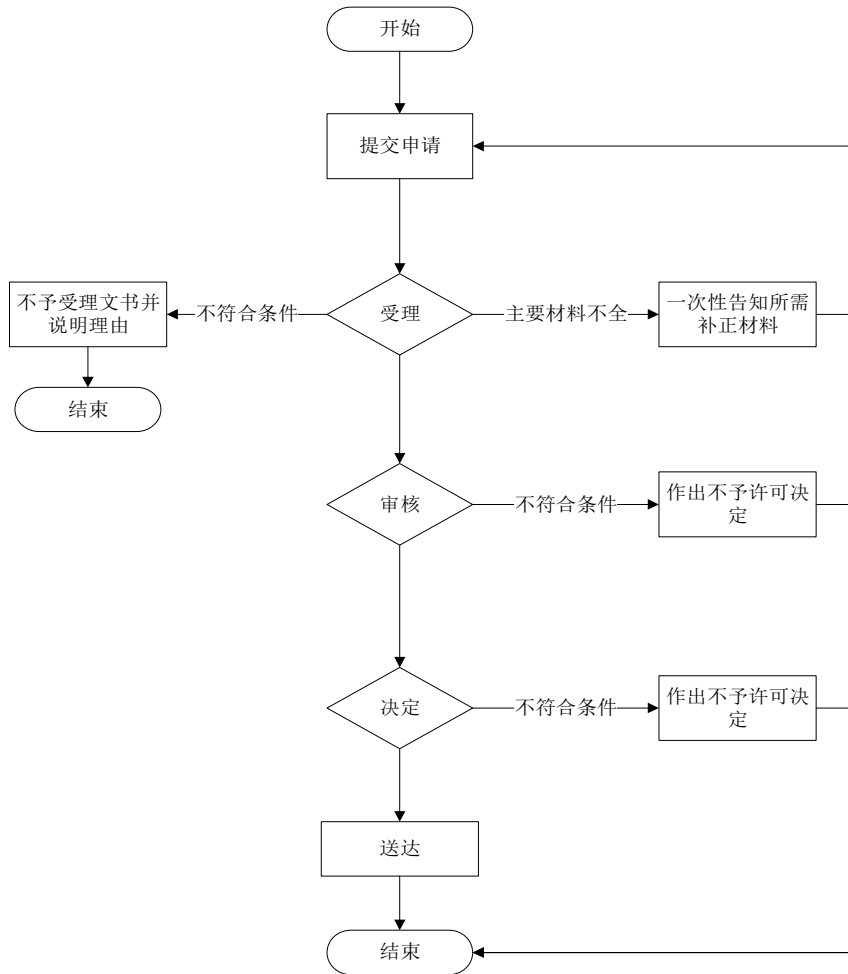 开始
提交申请
不予受理文书并
说明理由
不符合条件
受理
主要材料不全
一次性告知所需
补正材料
结束
审核
不符合条件
作出不予许可决
定
决定
不符合条件
作出不予许可决
定
送达
结束